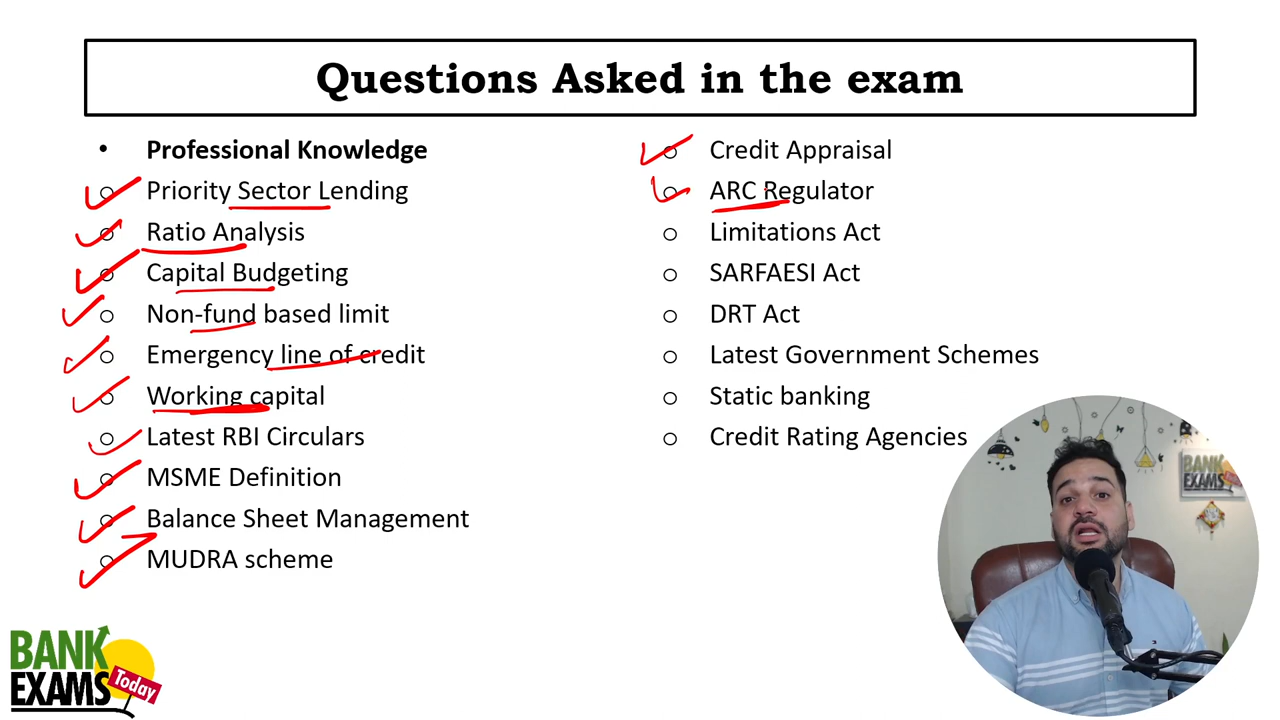 Questions Asked in the exam
• Professional Knowledge
o Priority Sector Lending
o Ratio Analysis
o Capital Budgeting
o Non-fund based limit
o Emergency line of credit
o Working capital
o Latest RBI Circulars
o MSME Definition
o Balance Sheet Management
o MUDRA scheme
o Credit Appraisal
o ARC Regulator
o Limitations Act
o SARFAESI Act
o DRT Act
o Latest Government Schemes
o Static banking
o Credit Rating Agencies
BANK
EXAMS
BANK
EXAMS
Today